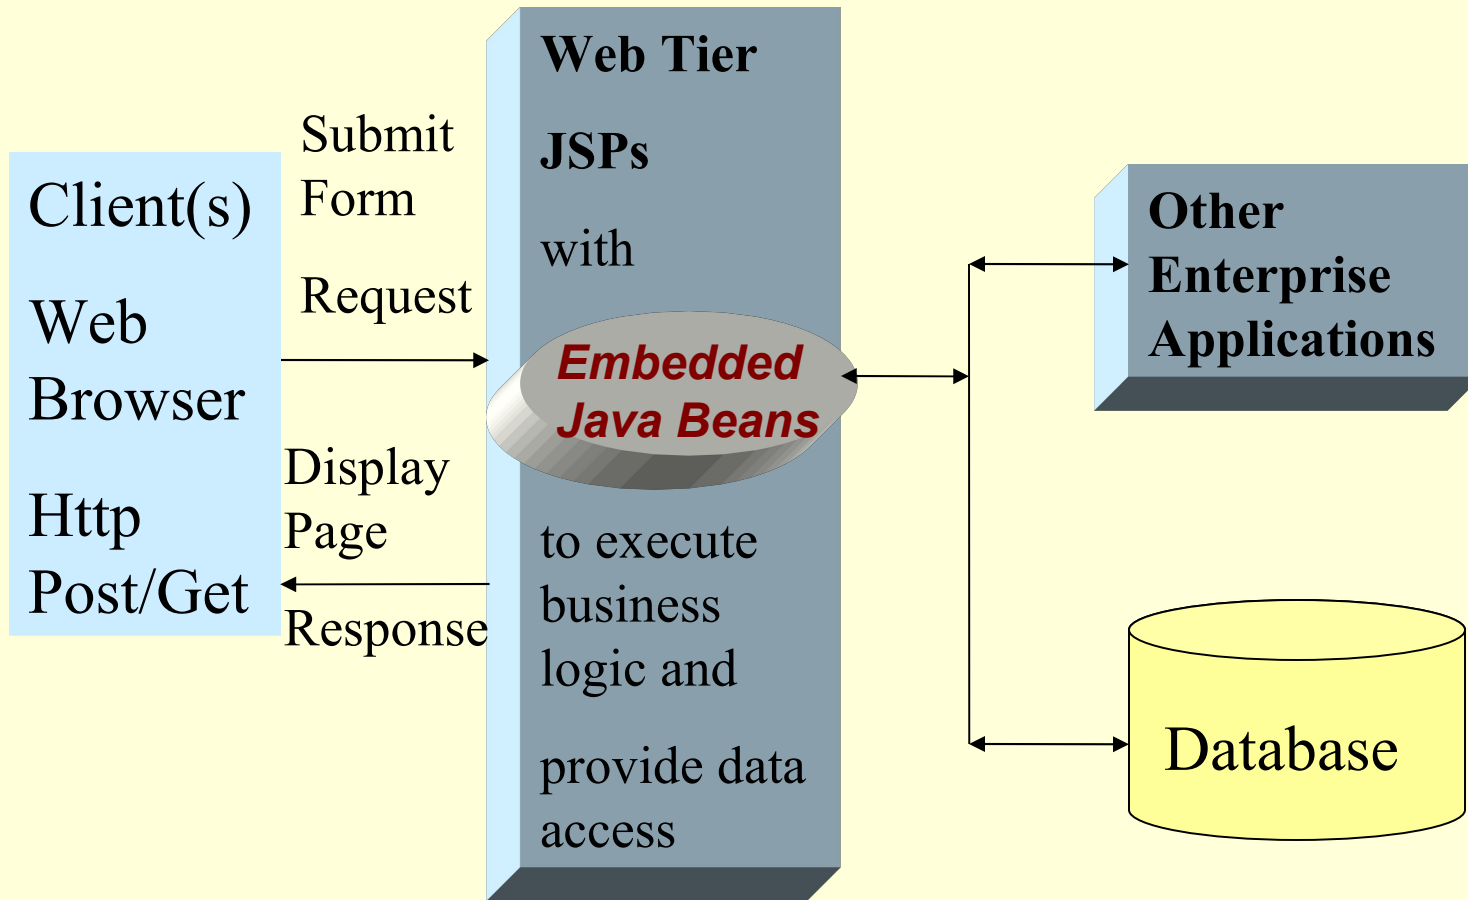 Client(s)
Web
Browser
Http
Post/Get
Submit
Form
Request
Display
Page
Response
Web Tier
JSPs
with
Embedded
Java Beans
to execute
business
logic and
provide data
access
Other
Enterprise
Applications
Database